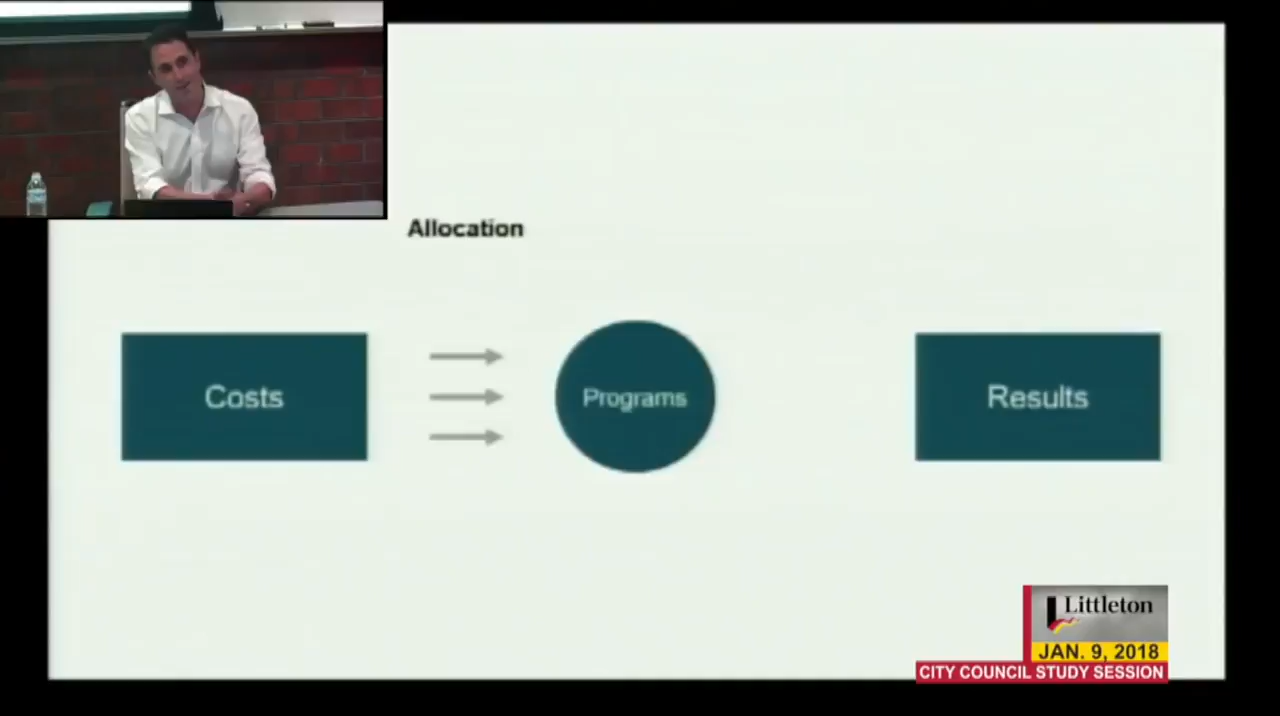 Allocation
Costs
Programs
Results
Littleton
JAN. 9, 2018
CITY COUNCIL STUDY SESSION